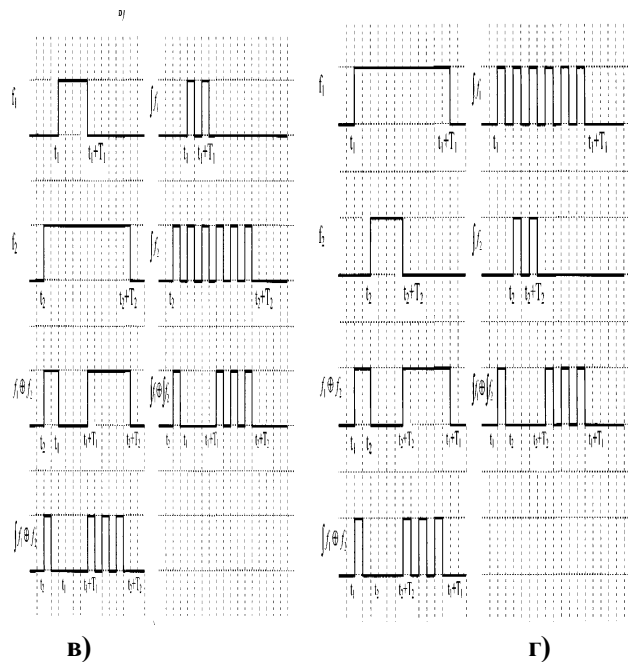 в)
f₁
t₁ t₁+T₁
∫f₁
t₁ t₁+T₁
f₂
t₂ t₂+T₂
∫f₂
t₂ t₂+T₂
f₁⊕f₂
t₂ t₁ t₁+T₁ t₂+T₂
∫f₁⊕∫f₂
t₂ t₁ t₁+T₁ t₂+T₂
∫f₁⊕f₂
t₂ t₁ t₁+T₁ t₂+T₂
f₁
t₁ t₁+T₁
∫f₁
t₁ t₁+T₁
f₂
t₂ t₂+T₂
∫f₂
t₂ t₂+T₂
f₁⊕f₂
t₁ t₂ t₂+T₂ t₁+T₁
∫f₁⊕∫f₂
t₁ t₂ t₂+T₂ t₁+T₁
∫f₁⊕f₂
t₁ t₂ t₂+T₂ t₁+T₁
в) г)